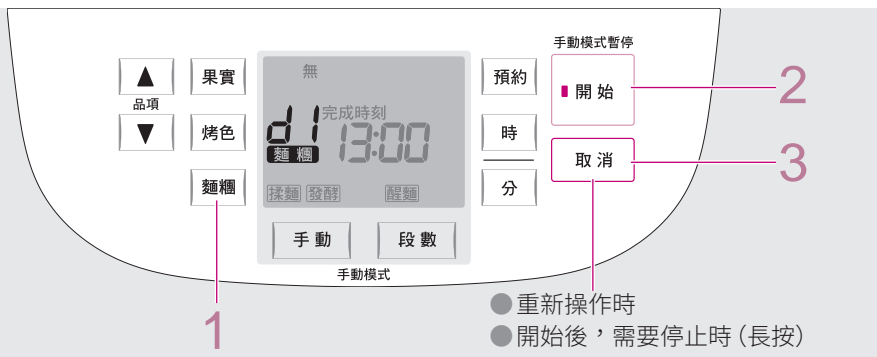 手動模式暫停
▲
果實
無
預約
開始
2
品項
▼
烤色
完成時刻
d1
13:00
麵糰
時
取消
3
麵糰
揉麵 發酵 醒麵
分
手動
段數
手動模式
1
●重新操作時
●開始後，需要停止時（長按）